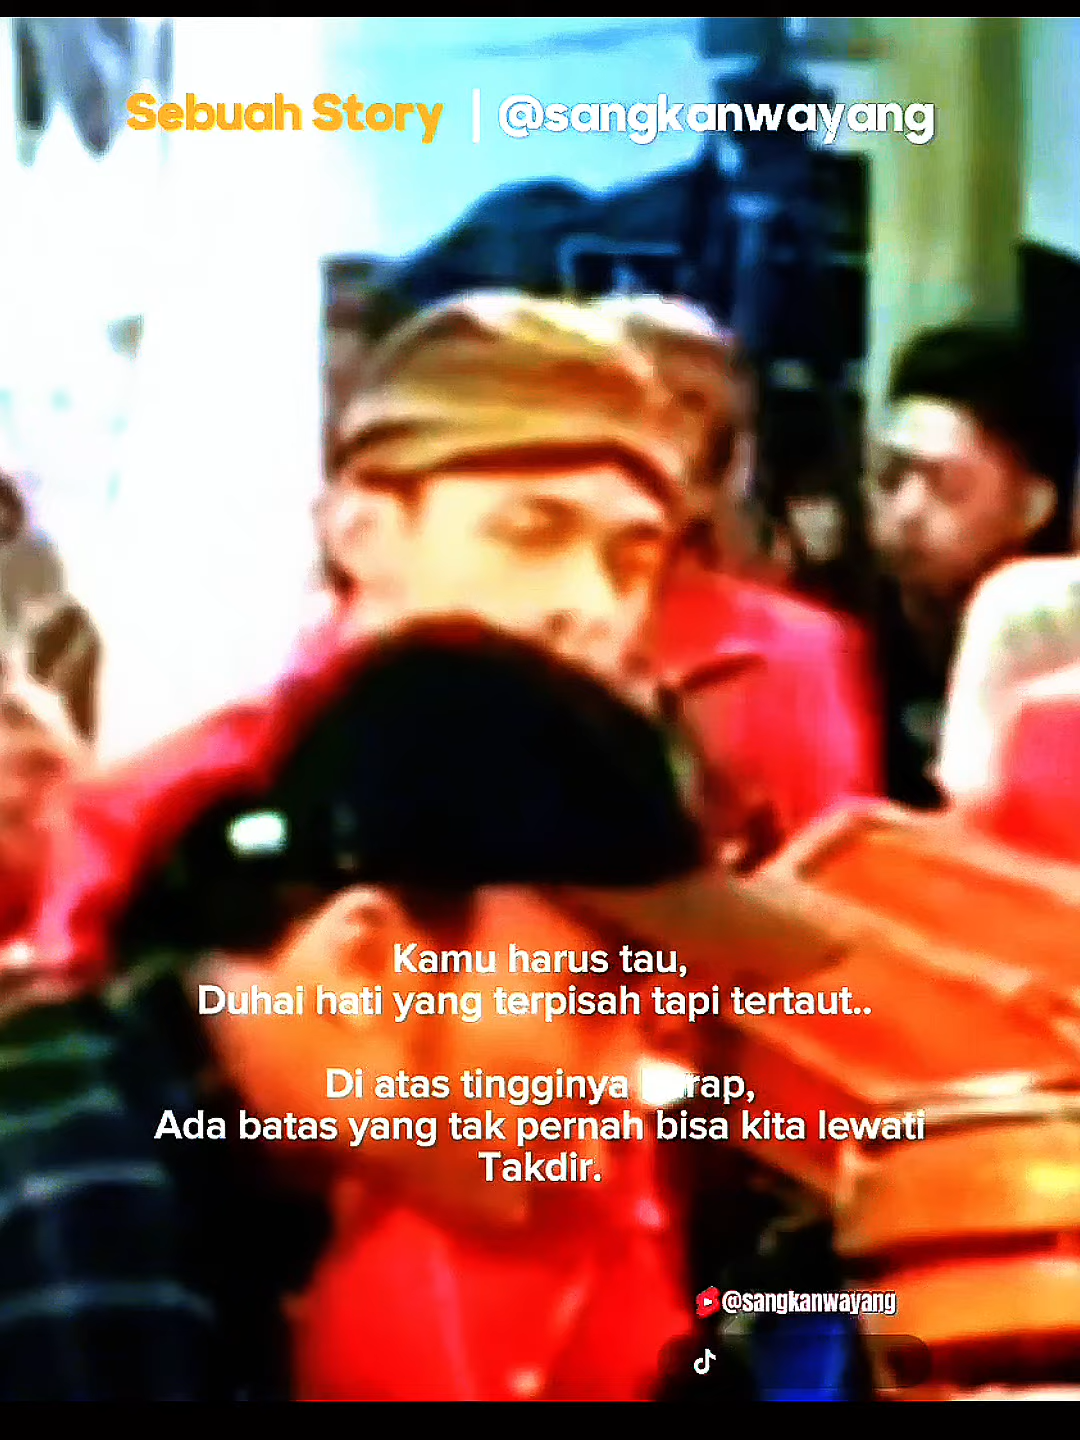 Sebuah Story | @sangkanwayang
Kamu harus tau,
Duhai hati yang terpisah tapi tertaut..
Di atas tingginya
Ada batas yang tak pernah bisa kita lewati
Takdir.
@sangkanwayang